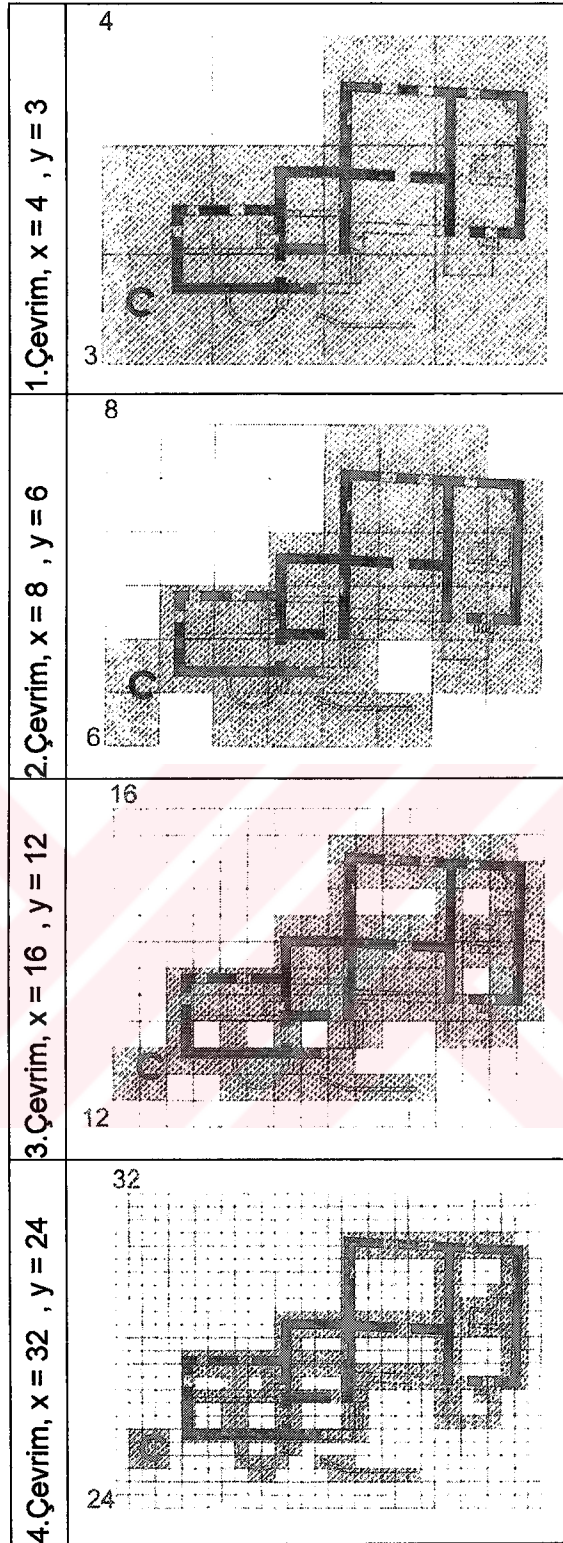 1.Çevrim, x = 4 , y = 3
4
C
3
2.Çevrim, x = 8 , y = 6
8
C
6
3.Çevrim, x = 16 , y = 12
16
C
12
4.Çevrim, x = 32 , y = 24
32
C
24